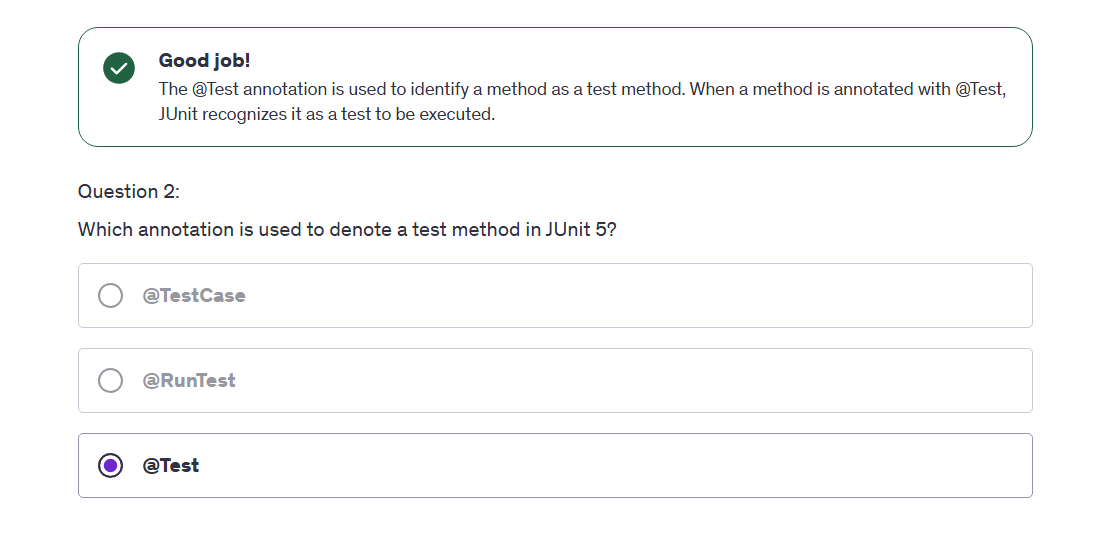 Good job!
The @Test annotation is used to identify a method as a test method. When a method is annotated with @Test,
JUnit recognizes it as a test to be executed.
Question 2:
Which annotation is used to denote a test method in JUnit 5?
@TestCase
@RunTest
@Test